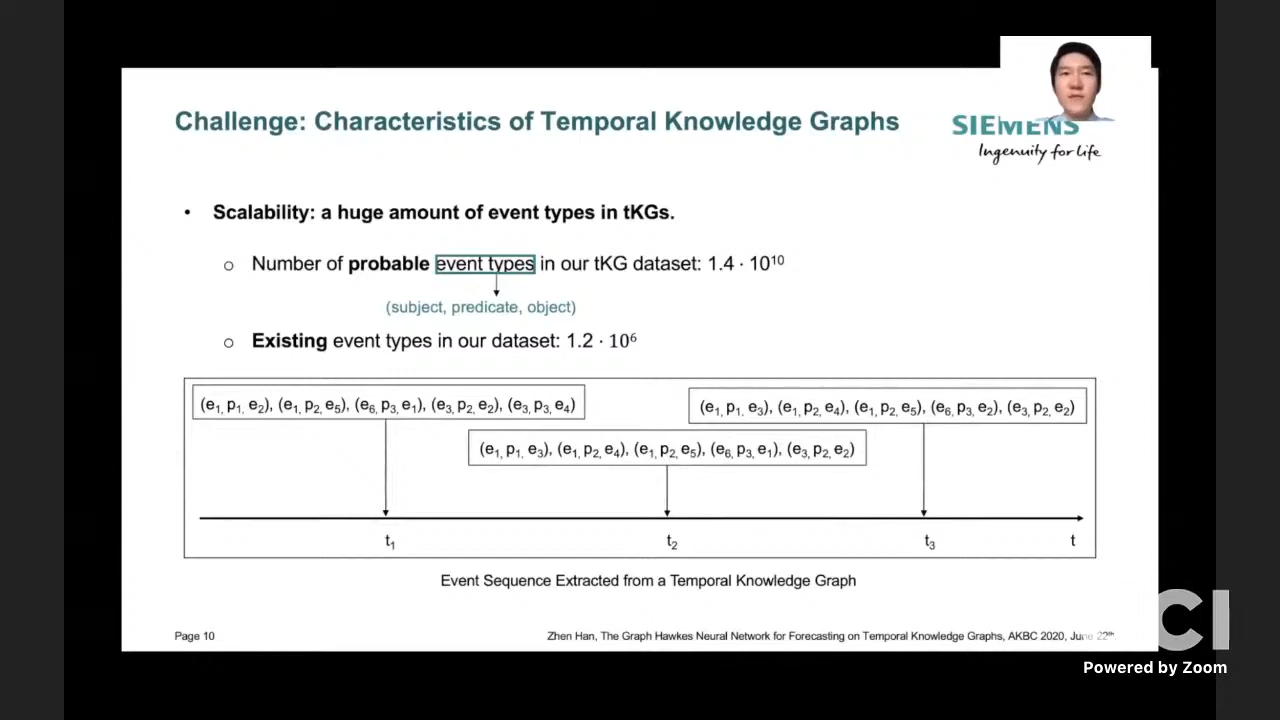 Challenge: Characteristics of Temporal Knowledge Graphs
SIEMENS
Ingenuity for life
• Scalability: a huge amount of event types in tKGs.
o Number of probable event types in our tKG dataset: 1.4 · 10¹⁰
(subject, predicate, object)
o Existing event types in our dataset: 1.2 · 10⁶
(e₁, p₁, e₂), (e₁, p₂, e₅), (e₆, p₃, e₁), (e₃, p₂, e₂), (e₃, p₃, e₄)
(e₁, p₁, e₃), (e₁, p₂, e₄), (e₁, p₂, e₅), (e₆, p₃, e₂), (e₃, p₂, e₂)
(e₁, p₁, e₃), (e₁, p₂, e₄), (e₁, p₂, e₅), (e₆, p₃, e₁), (e₃, p₂, e₂)
t₁ t₂ t₃ t
Event Sequence Extracted from a Temporal Knowledge Graph
Page 10
Zhen Han, The Graph Hawkes Neural Network for Forecasting on Temporal Knowledge Graphs, AKBC 2020, June 22ᵗʰ
CI
Powered by Zoom